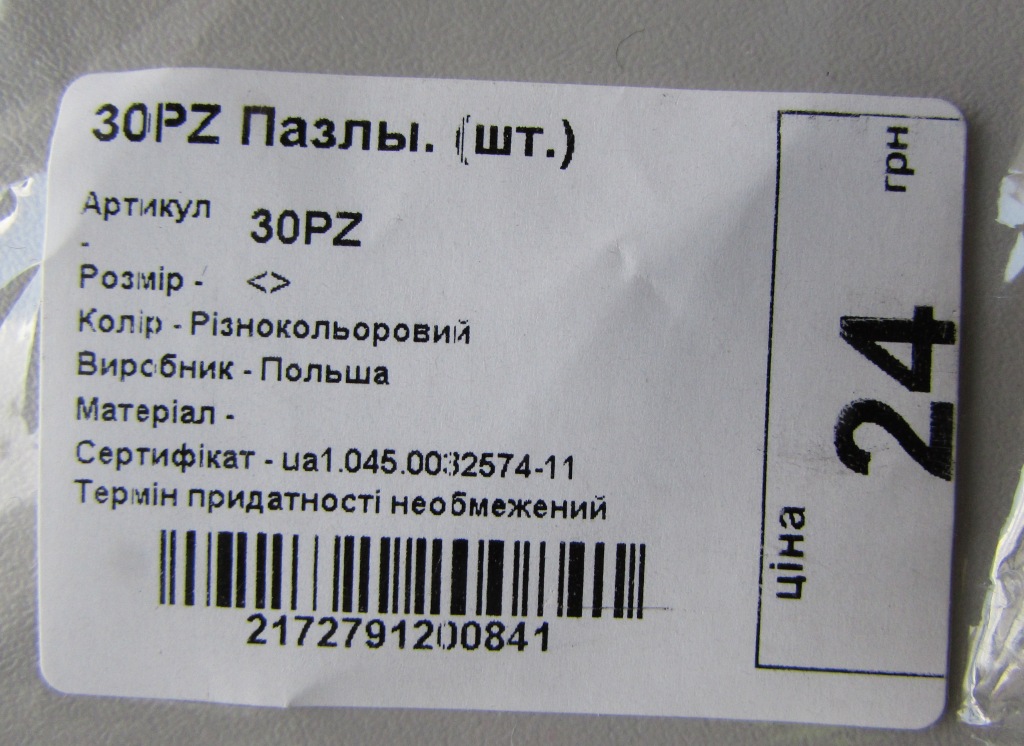 30PZ Пазлы. (шт.)
Артикул
-
30PZ
Розмір - <>
Колір - Різнокольоровий
Виробник - Польша
Матеріал -
Сертифікат - ua1.045.0032574-11
Термін придатності необмежений
2172791200841
ціна
24
грн